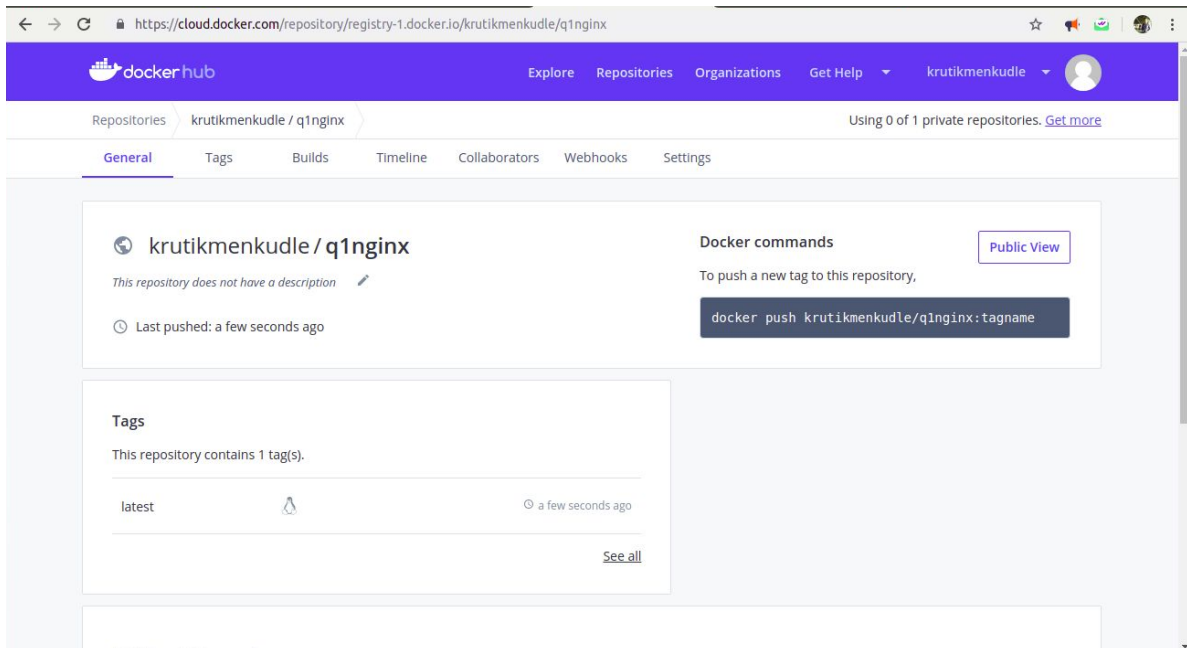 https://cloud.docker.com/repository/registry-1.docker.io/krutikmenkudle/q1nginx
dockerhub Explore Repositories Organizations Get Help krutikmenkudle
Repositories krutikmenkudle / q1nginx Using 0 of 1 private repositories. Get more
General Tags Builds Timeline Collaborators Webhooks Settings
krutikmenkudle / q1nginx
This repository does not have a description
Last pushed: a few seconds ago
Docker commands
Public View
To push a new tag to this repository,
docker push krutikmenkudle/q1nginx:tagname
Tags
This repository contains 1 tag(s).
latest a few seconds ago
See all